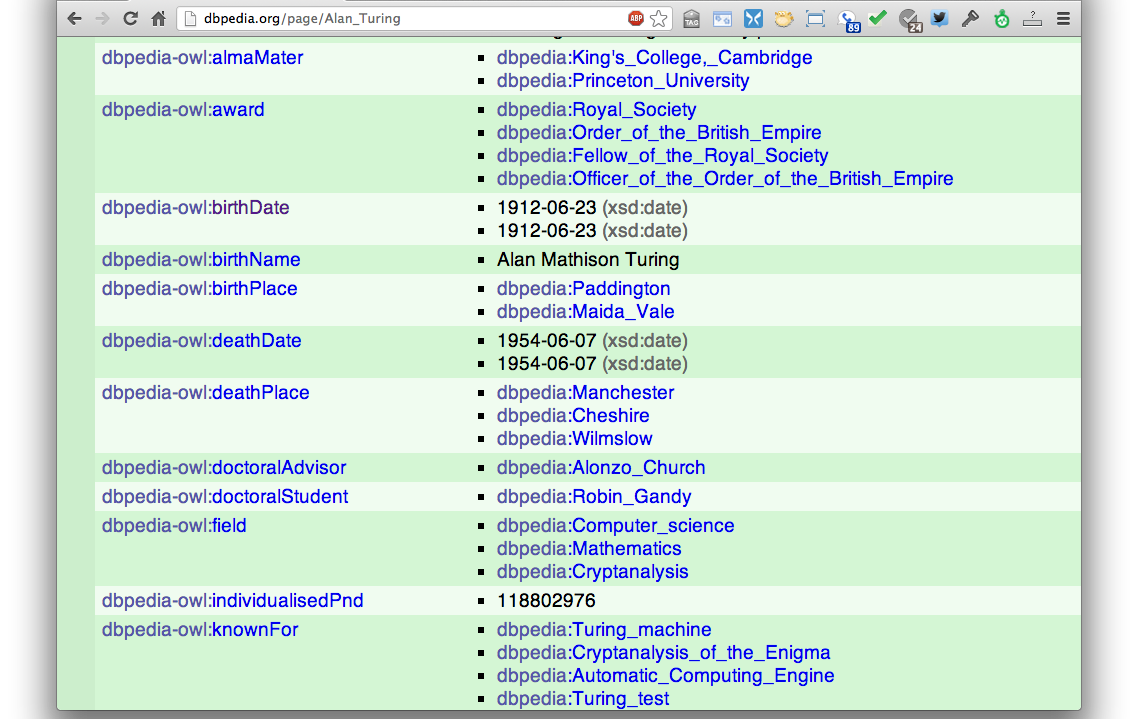 dbpedia.org/page/Alan_Turing
ABP
TAG
89
24
?
dbpedia-owl:almaMater
dbpedia:King's_College,_Cambridge
dbpedia:Princeton_University
dbpedia-owl:award
dbpedia:Royal_Society
dbpedia:Order_of_the_British_Empire
dbpedia:Fellow_of_the_Royal_Society
dbpedia:Officer_of_the_Order_of_the_British_Empire
dbpedia-owl:birthDate
1912-06-23 (xsd:date)
1912-06-23 (xsd:date)
dbpedia-owl:birthName
Alan Mathison Turing
dbpedia-owl:birthPlace
dbpedia:Paddington
dbpedia:Maida_Vale
dbpedia-owl:deathDate
1954-06-07 (xsd:date)
1954-06-07 (xsd:date)
dbpedia-owl:deathPlace
dbpedia:Manchester
dbpedia:Cheshire
dbpedia:Wilmslow
dbpedia-owl:doctoralAdvisor
dbpedia:Alonzo_Church
dbpedia-owl:doctoralStudent
dbpedia:Robin_Gandy
dbpedia-owl:field
dbpedia:Computer_science
dbpedia:Mathematics
dbpedia:Cryptanalysis
dbpedia-owl:individualisedPnd
118802976
dbpedia-owl:knownFor
dbpedia:Turing_machine
dbpedia:Cryptanalysis_of_the_Enigma
dbpedia:Automatic_Computing_Engine
dbpedia:Turing_test